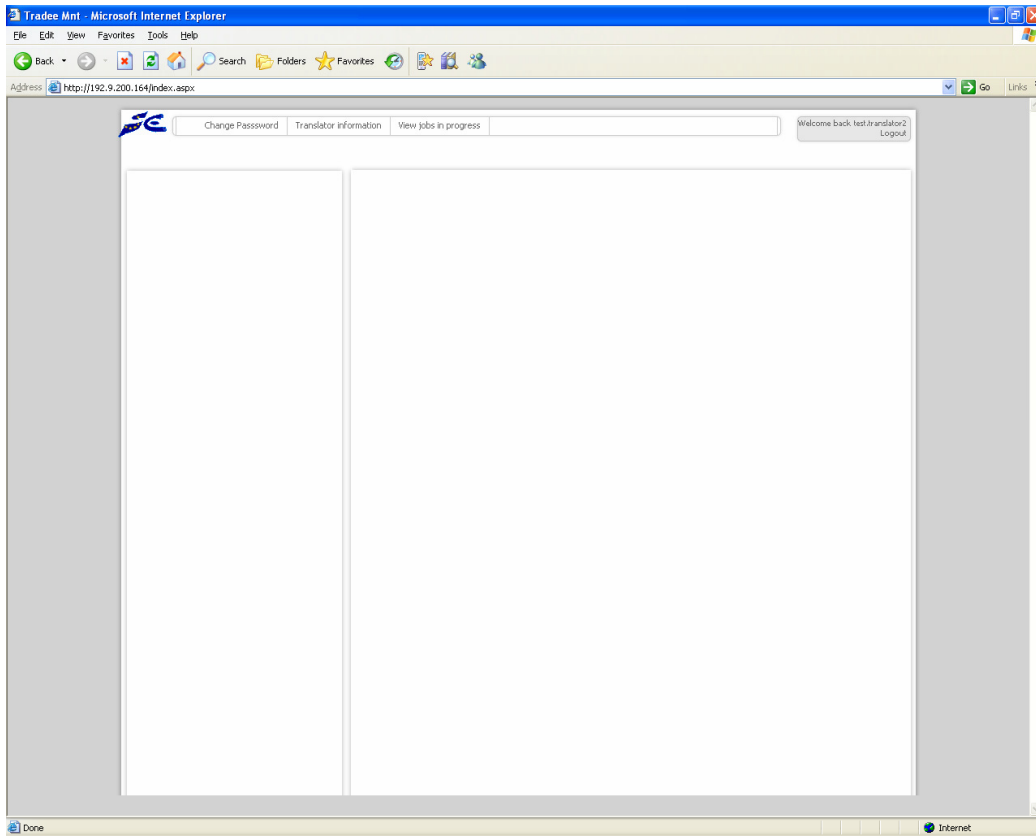 Tradee Mnt - Microsoft Internet Explorer
File Edit View Favorites Tools Help
Back Search Folders Favorites
Address http://192.9.200.164/index.aspx Go Links
Change Passsword Translator information View jobs in progress
Welcome back test.translator2
Logout
Done Internet